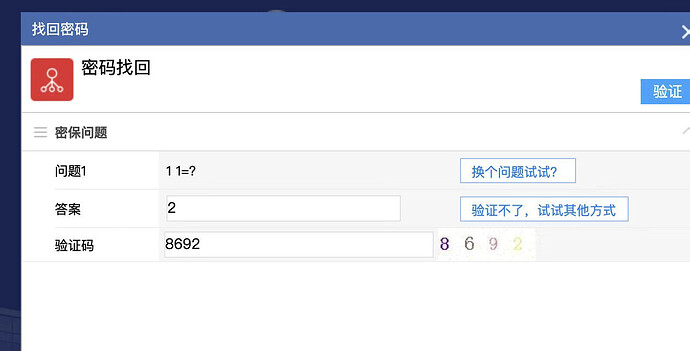 找回密码
密码找回
验证
密保问题
问题1 1 1=? 换个问题试试?
答案 2 验证不了，试试其他方式
验证码 8692 8 6 9 2